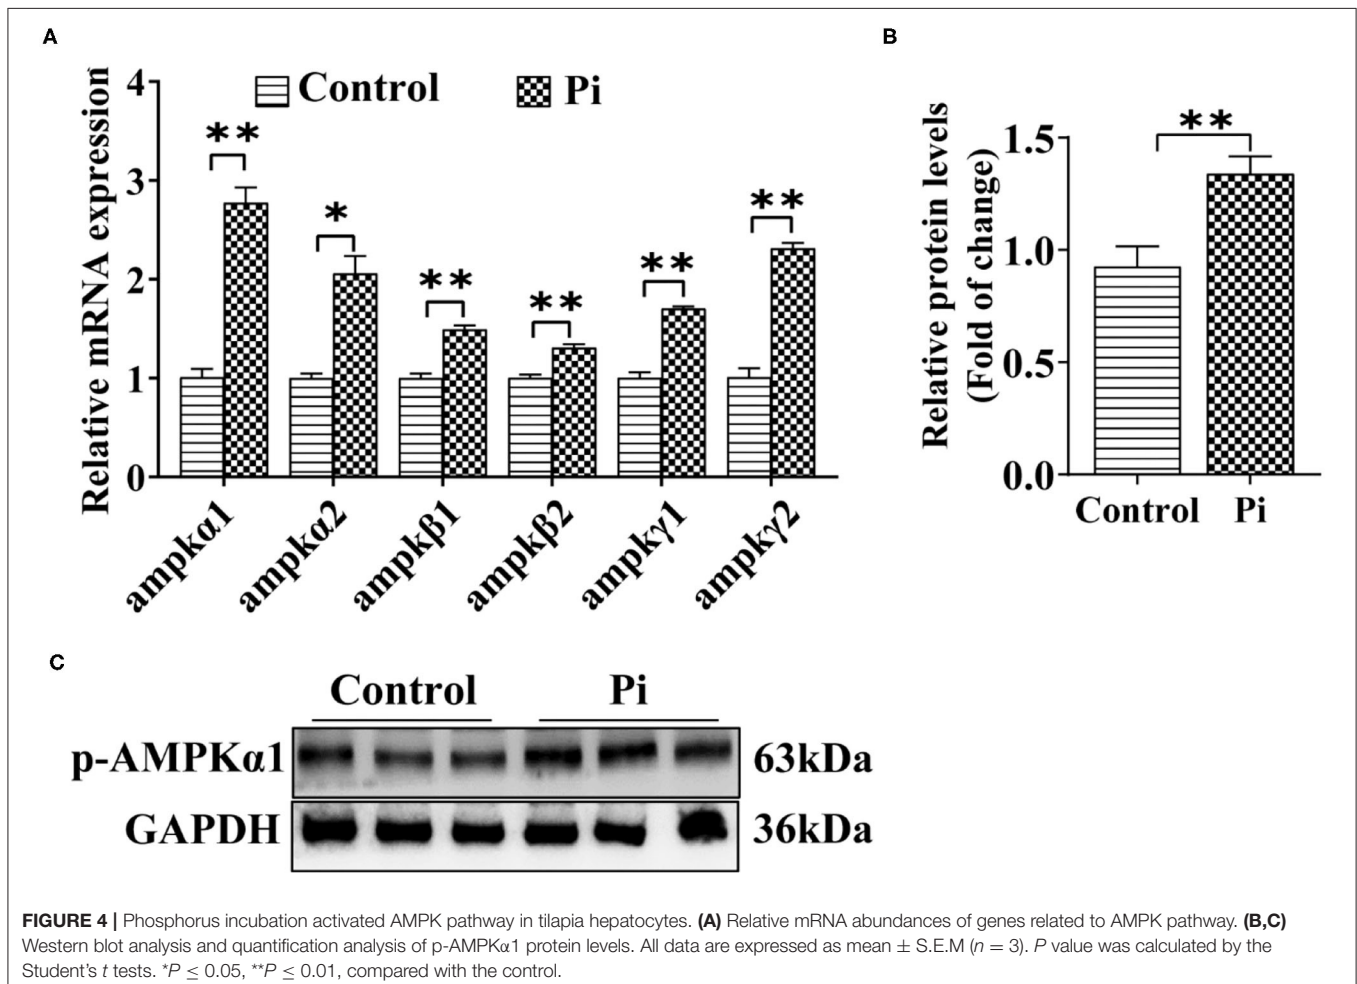 A
Relative mRNA expression
4
3
2
1
0
Control
Pi
**
*
**
**
**
**
ampkα1
ampkα2
ampkβ1
ampkβ2
ampkγ1
ampkγ2
B
Relative protein levels
(Fold of change)
1.5
1.0
0.5
0.0
**
Control Pi
C
Control Pi
p-AMPKα1 63kDa
GAPDH 36kDa
FIGURE 4 | Phosphorus incubation activated AMPK pathway in tilapia hepatocytes. (A) Relative mRNA abundances of genes related to AMPK pathway. (B,C)
Western blot analysis and quantification analysis of p-AMPKα1 protein levels. All data are expressed as mean ± S.E.M (n = 3). P value was calculated by the
Student's t tests. *P ≤ 0.05, **P ≤ 0.01, compared with the control.